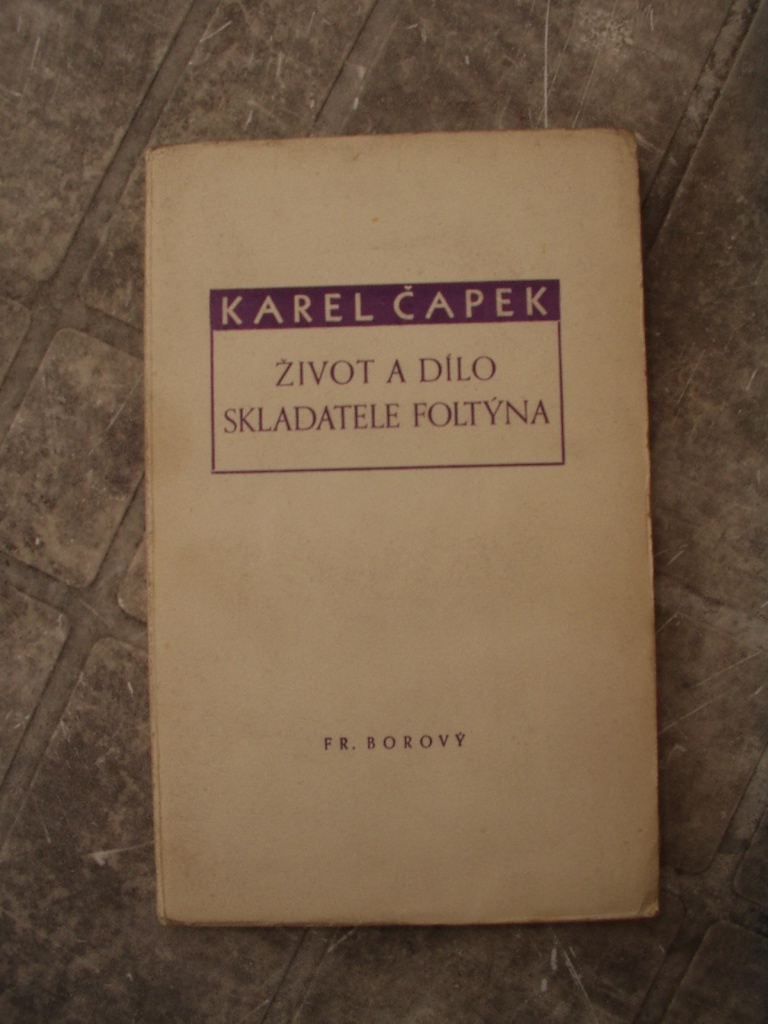 KAREL ČAPEK
ŽIVOT A DÍLO
SKLADATELE FOLTÝNA
FR. BOROVÝ